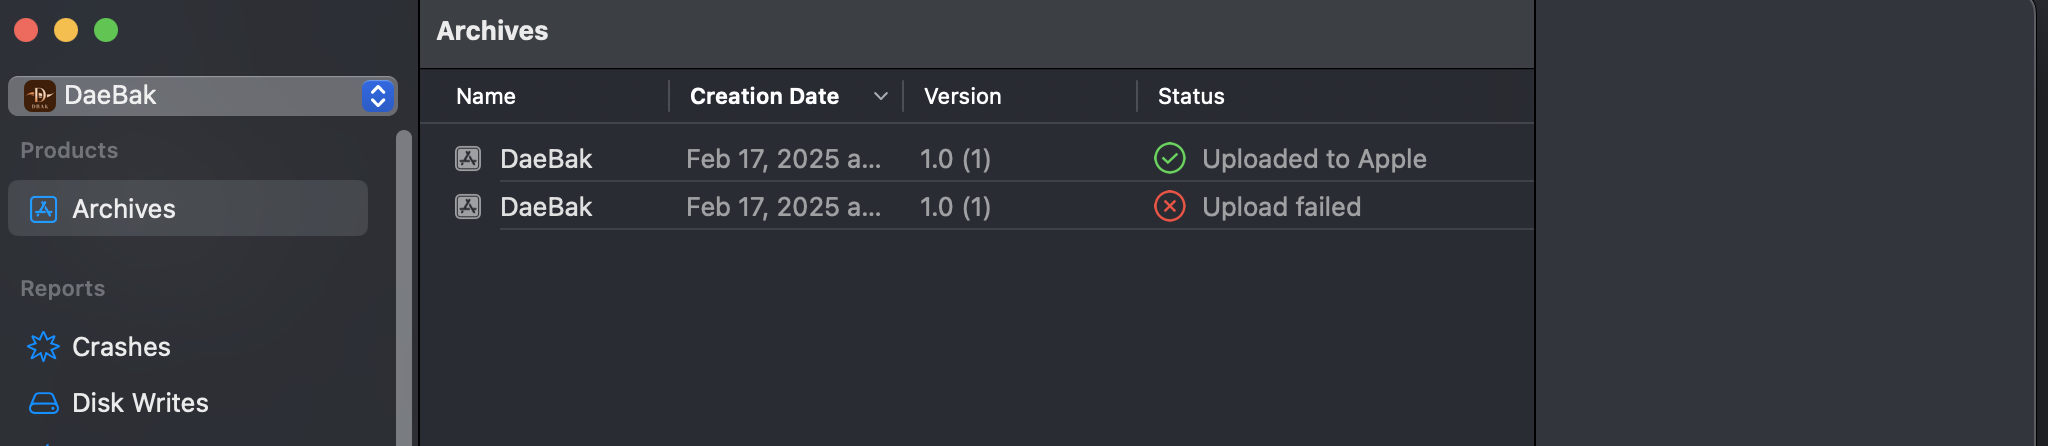 Archives
DaeBak
Name Creation Date Version Status
Products
DaeBak Feb 17, 2025 a... 1.0 (1) Uploaded to Apple
Archives
DaeBak Feb 17, 2025 a... 1.0 (1) Upload failed
Reports
Crashes
Disk Writes